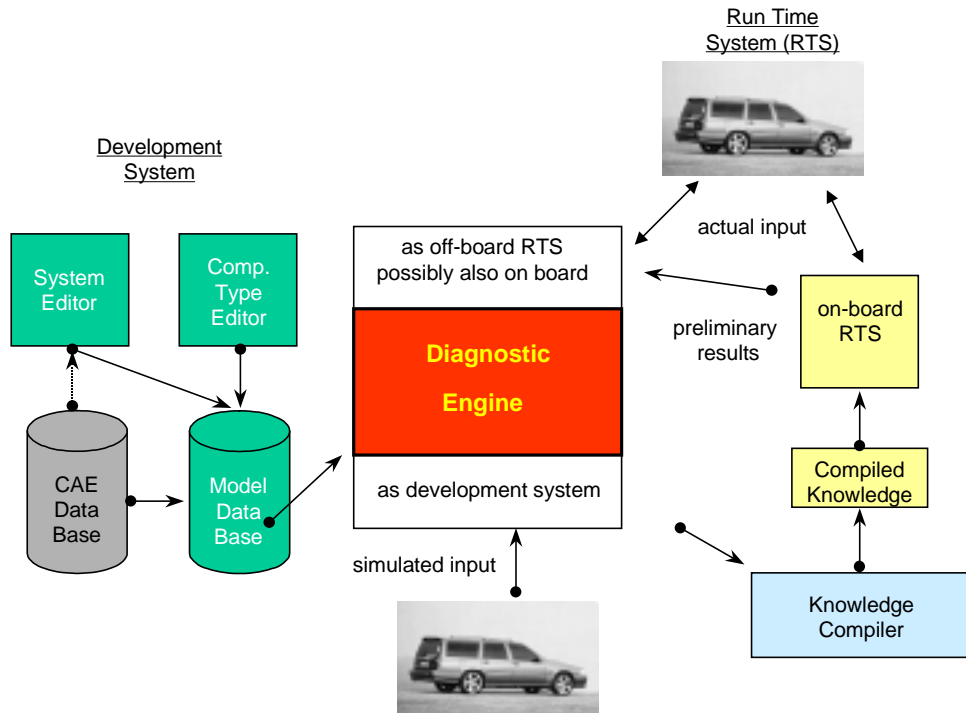 Run Time
System (RTS)
Development
System
actual input
as off-board RTS
possibly also on board
System
Editor
Comp.
Type
Editor
on-board
RTS
preliminary
results
Diagnostic
Engine
CAE
Data
Base
Model
Data
Base
Compiled
Knowledge
as development system
simulated input
Knowledge
Compiler